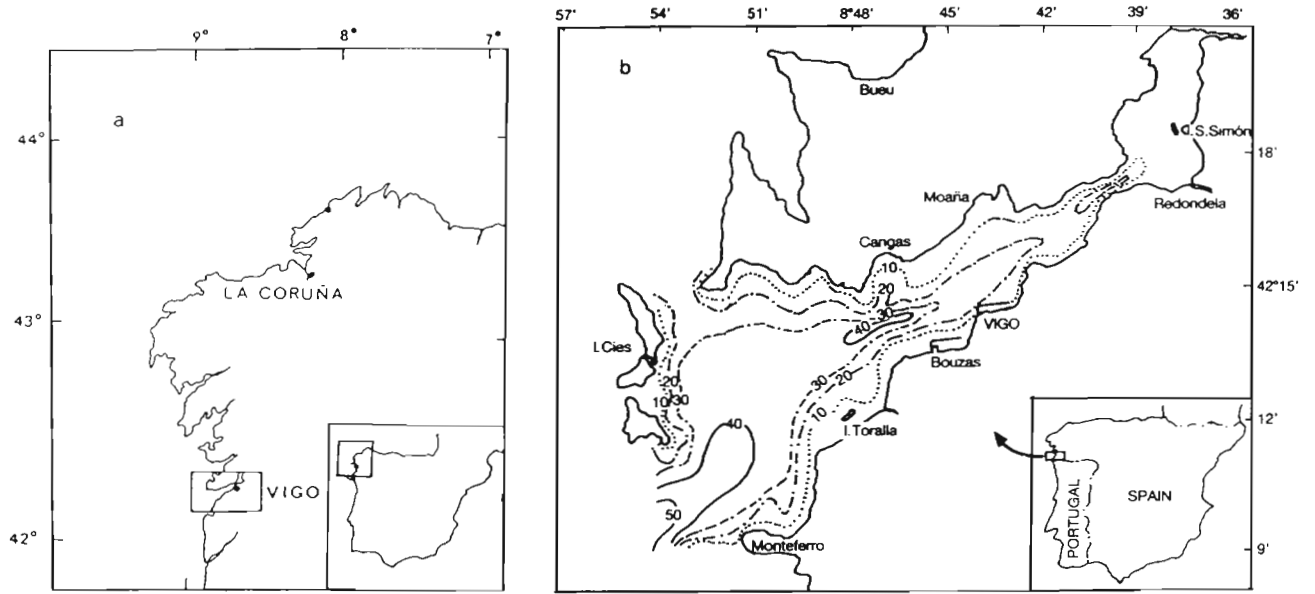 9° 8° 7°
a
44°
LA CORUÑA
43°
VIGO
42°
57' 54' 51' 8°48' 45' 42' 39' 36'
b
Bueu
I.S.Simón
18'
Moaña
Redondela
Cangas
10
20
30
40
42°15'
VIGO
I.Cies
Bouzas
20
10 30
30
20
10
12'
40
I.Toralla
50
Monteferro
PORTUGAL
SPAIN
9'